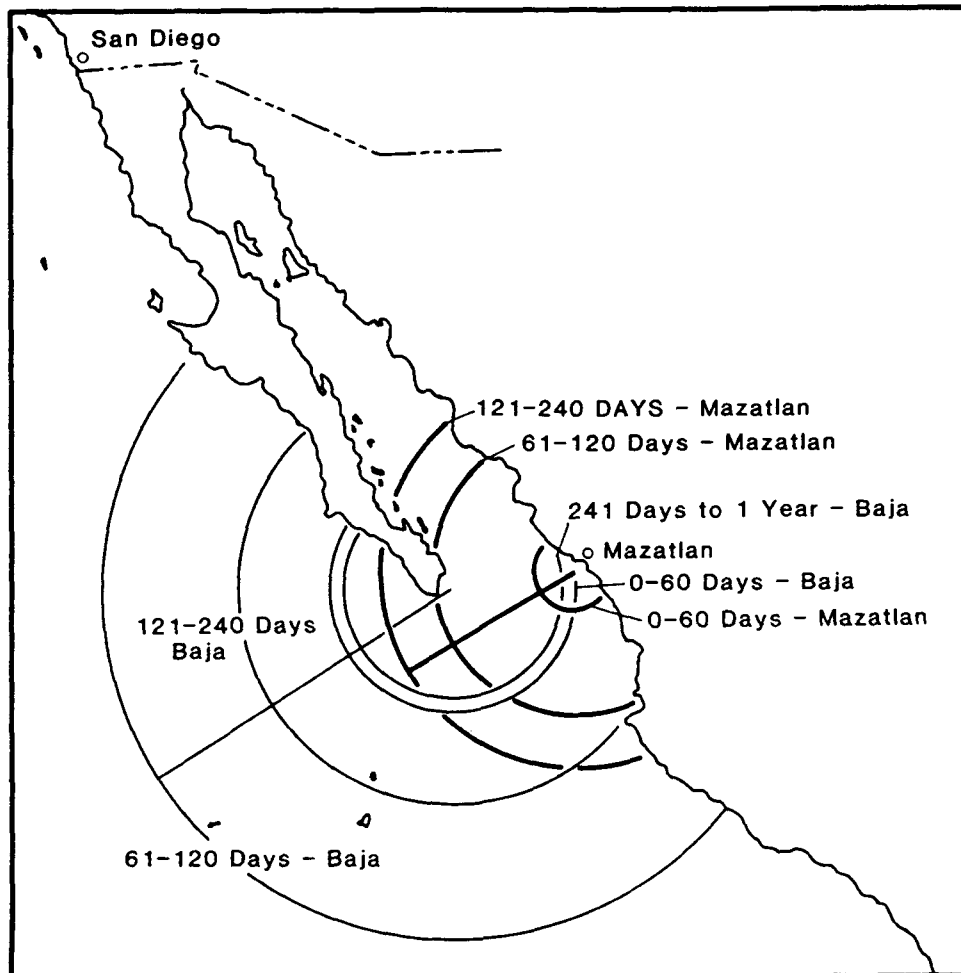 San Diego
121-240 DAYS - Mazatlan
61-120 Days - Mazatlan
241 Days to 1 Year - Baja
Mazatlan
0-60 Days - Baja
0-60 Days - Mazatlan
121-240 Days
Baja
61-120 Days - Baja